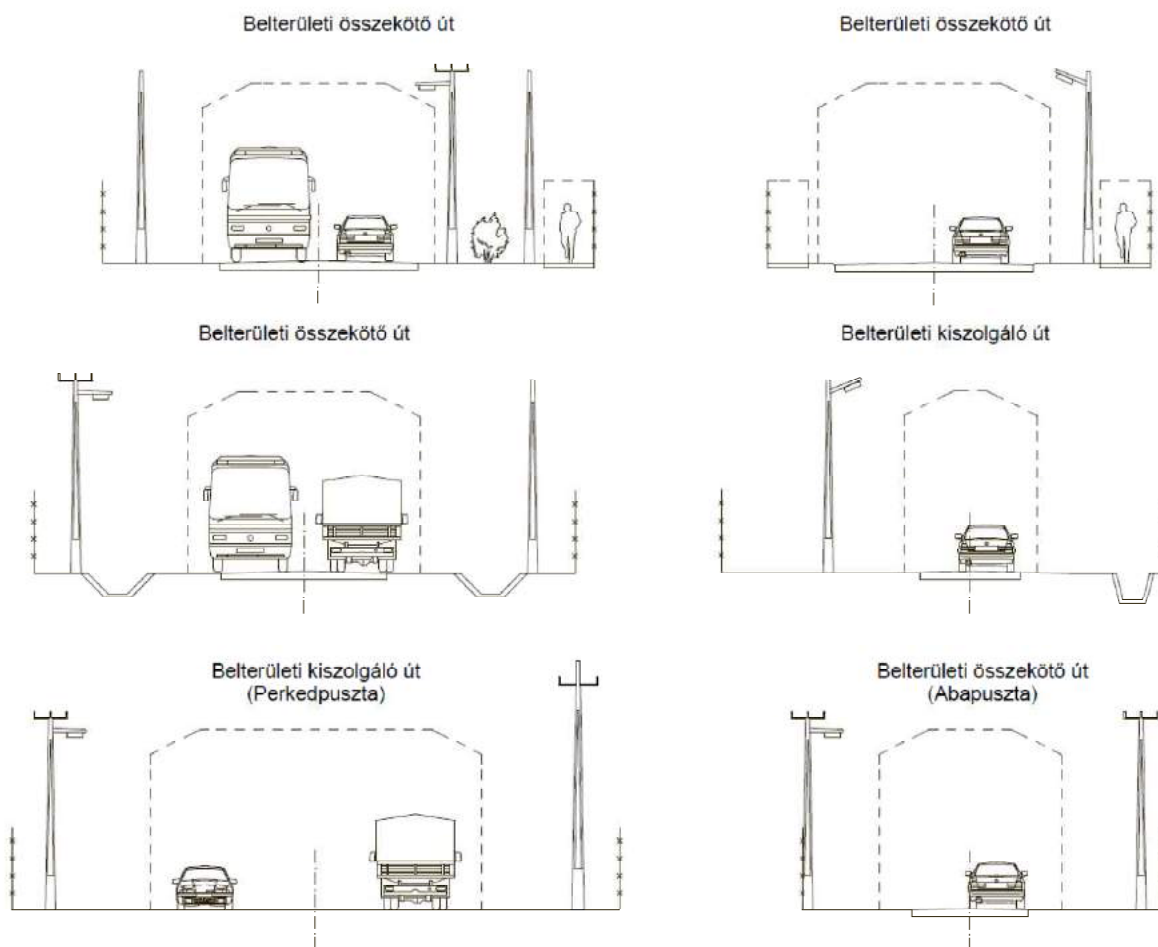 Belterületi összekötő út
Belterületi összekötő út
Belterületi összekötő út
Belterületi kiszolgáló út
Belterületi kiszolgáló út
(Perkedpuszta)
Belterületi összekötő út
(Abapuszta)